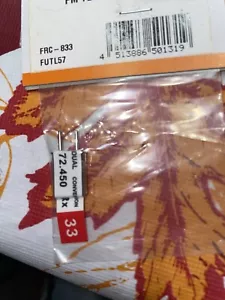 FRC-833
FUTL57
4 513886 501319
DUAL
CONVERSION
72.450
Rx
33